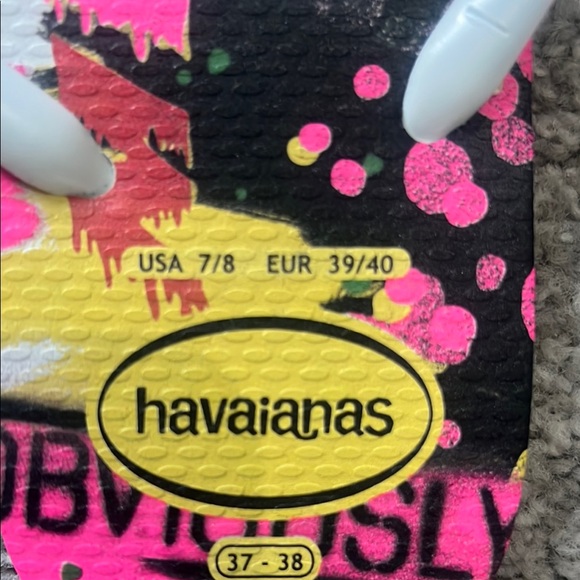 USA 7/8 EUR 39/40
havaianas
OBVIOUSLY
37 - 38